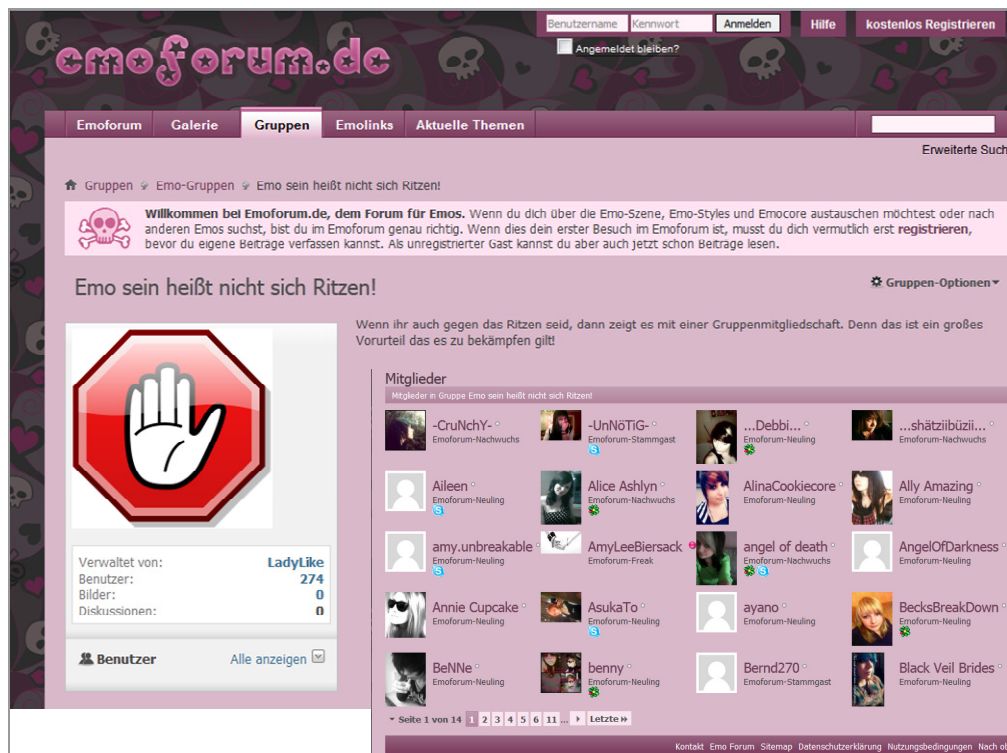 Benutzername Kennwort Anmelden Hilfe kostenlos Registrieren
emoforum.de
Angemeldet bleiben?
Emoforum Galerie Gruppen Emolinks Aktuelle Themen
Erweiterte Such
Gruppen Emo-Gruppen Emo sein heißt nicht sich Ritzen!
Willkommen bei Emoforum.de, dem Forum für Emos. Wenn du dich über die Emo-Szene, Emo-Styles und Emocore austauschen möchtest oder nach
anderen Emos suchst, bist du im Emoforum genau richtig. Wenn dies dein erster Besuch im Emoforum ist, musst du dich vermutlich erst registrieren,
bevor du eigene Beiträge verfassen kannst. Als unregistrierter Gast kannst du aber auch jetzt schon Beiträge lesen.
Emo sein heißt nicht sich Ritzen!
Gruppen-Optionen
Wenn ihr auch gegen das Ritzen seid, dann zeigt es mit einer Gruppenmitgliedschaft. Denn das ist ein großes
Vorurteil das es zu bekämpfen gilt!
Verwaltet von: LadyLike
Benutzer: 274
Bilder: 0
Diskussionen: 0
Benutzer Alle anzeigen
Mitglieder
Mitglieder in Gruppe Emo sein heißt nicht sich Ritzen!
-CruNchY- -UnNöTiG- ...Debbi... ...shätziibüzii...
Emoforum-Nachwuchs Emoforum-Stammgast Emoforum-Neuling Emoforum-Nachwuchs
Aileen Alice Ashlyn AlinaCookiecore Ally Amazing
Emoforum-Neuling Emoforum-Nachwuchs Emoforum-Neuling Emoforum-Neuling
amy.unbreakable AmyLeeBiersack angel of death AngelOfDarkness
Emoforum-Neuling Emoforum-Freak Emoforum-Nachwuchs Emoforum-Neuling
Annie Cupcake AsukaTo ayano BecksBreakDown
Emoforum-Neuling Emoforum-Neuling Emoforum-Neuling Emoforum-Neuling
BeNNe benny Bernd270 Black Veil Brides
Emoforum-Neuling Emoforum-Neuling Emoforum-Stammgast Emoforum-Neuling
Seite 1 von 14 1 2 3 4 5 6 11 ... Letzte
Kontakt Emo Forum Sitemap Datenschutzerklärung Nutzungsbedingungen Nach ob